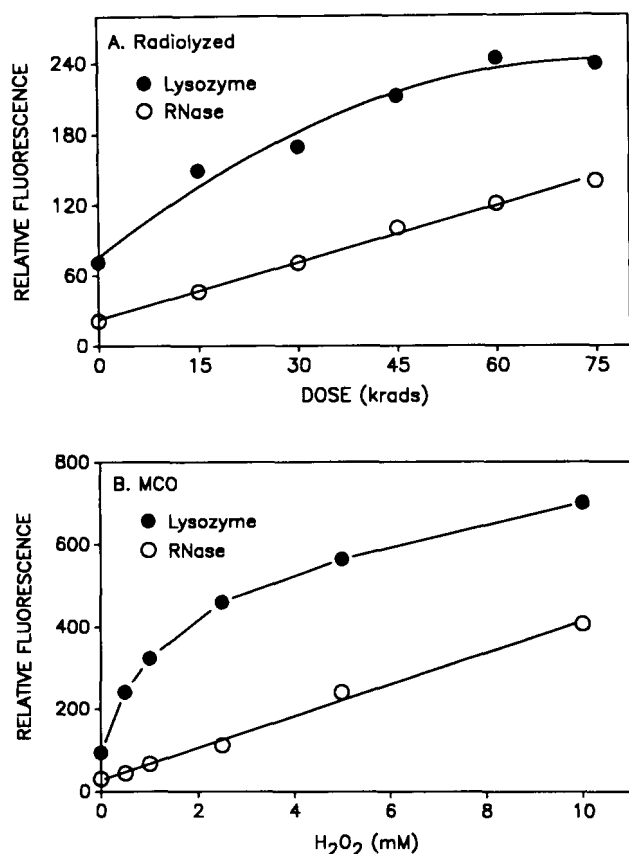 A. Radiolyzed
Lysozyme
RNase
RELATIVE FLUORESCENCE
240
180
120
60
0
0 15 30 45 60 75
DOSE (krads)
B. MCO
Lysozyme
RNase
RELATIVE FLUORESCENCE
800
600
400
200
0
0 2 4 6 8 10
H₂O₂ (mM)